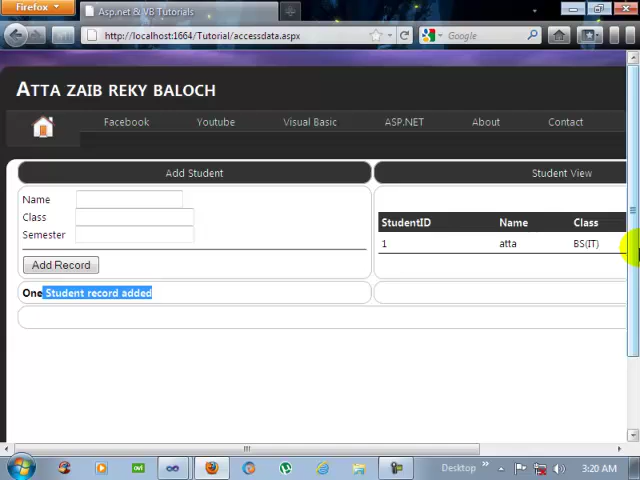 Firefox
Asp.net & VB Tutorials
http://localhost:1664/Tutorial/accessdata.aspx
Google
ATTA ZAIB REKY BALOCH
Facebook Youtube Visual Basic ASP.NET About Contact
Add Student
Student View
Name
Class
Semester
StudentID Name Class
1 atta BS(IT)
Add Record
One Student record added
Desktop
3:20 AM